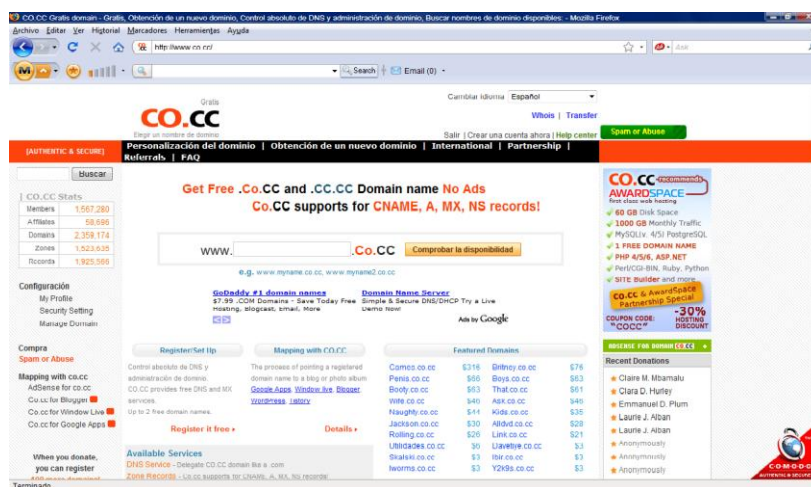 CO.CC Gratis domain - Gratis, Obtención de un nuevo dominio, Control absoluto de DNS y administración de dominio, Buscar nombres de dominio disponibles: - Mozilla Firefox
Archivo Editar Ver Historial Marcadores Herramientas Ayuda
http://www.co.cc/
Ask
Search
Email (0)
Cambiar idioma Español
Gratis
CO.CC
Elegir un nombre de dominio
Whois | Transfer
Salir | Crear una cuenta ahora | Help center
Spam or Abuse
[AUTHENTIC & SECURE]
Personalización del dominio | Obtención de un nuevo dominio | International | Partnership |
Referrals | FAQ
Buscar
| CO.CC Stats
Members 1,567,280
Affiliates 58,686
Domains 2,359,174
Zones 1,523,635
Records 1,925,566
Configuración
My Profile
Security Setting
Manage Domain
Compra
Spam or Abuse
Mapping with co.cc
AdSense for co.cc
Co.cc for Blogger
Co.cc for Window Live
Co.cc for Google Apps
When you donate,
you can register
Get Free .Co.CC and .CC.CC Domain name No Ads
Co.CC supports for CNAME, A, MX, NS records!
www. .Co.CC Comprobar la disponibilidad
e.g. www.myname.co.cc, www.myname2.co.cc
GoDaddy #1 domain names
$7.99 .COM Domains - Save Today Free
Hosting, Blogcast, Email, More
Domain Name Server
Simple & Secure DNS/DHCP Try a Live
Demo Now!
Ads by Google
Register/Set Up
Control absoluto de DNS y
administración de dominio.
CO.CC provides free DNS and MX
services.
Up to 2 free domain names.
Register it free
Mapping with CO.CC
The process of pointing a registered
domain name to a blog or photo album
Google Apps, Window live, Blogger,
Wordpress, Tistory
Details
Featured Domains
Cameo.co.cc $316 Britney.co.cc $76
Penis.co.cc $66 Boys.co.cc $63
Booty.co.cc $63 That.co.cc $61
Wife.co.cc $46 Ask.co.cc $46
Naughty.co.cc $44 Kids.co.cc $35
Jackson.co.cc $30 Alldvd.co.cc $28
Rolling.co.cc $26 Link.co.cc $21
Utilidades.co.cc $6 $3
Skalski.co.cc $3 Ibir.co.cc $3
Iworms.co.cc $3 Y2k9s.co.cc $3
Available Services
DNS Service - Delegate CO.CC domain like a .com
Zone Records - Co.cc supports for CNAME, A, MX, NS records!
CO.CC recommends
AWARDSPACE
first class web hosting
60 GB Disk Space
1000 GB Monthly Traffic
MySQL(v. 4/5) PostgreSQL
1 FREE DOMAIN NAME
PHP 4/5/6, ASP.NET
Perl/CGI-BIN, Ruby, Python
SITE Builder and more
CO.CC & AwardSpace
Partnership Special
COUPON CODE:
"COCC"
-30%
HOSTING
DISCOUNT
ADSENSE FOR DOMAIN CO.CC
Recent Donations
Claire M. Mbamalu
Clara D. Hurley
Emmanuel D. Plum
Laurie J. Alban
Laurie J. Alban
Anonymously
Anonymously
Anonymously
COMODO
AUTHENTIC & SECURE
Terminado